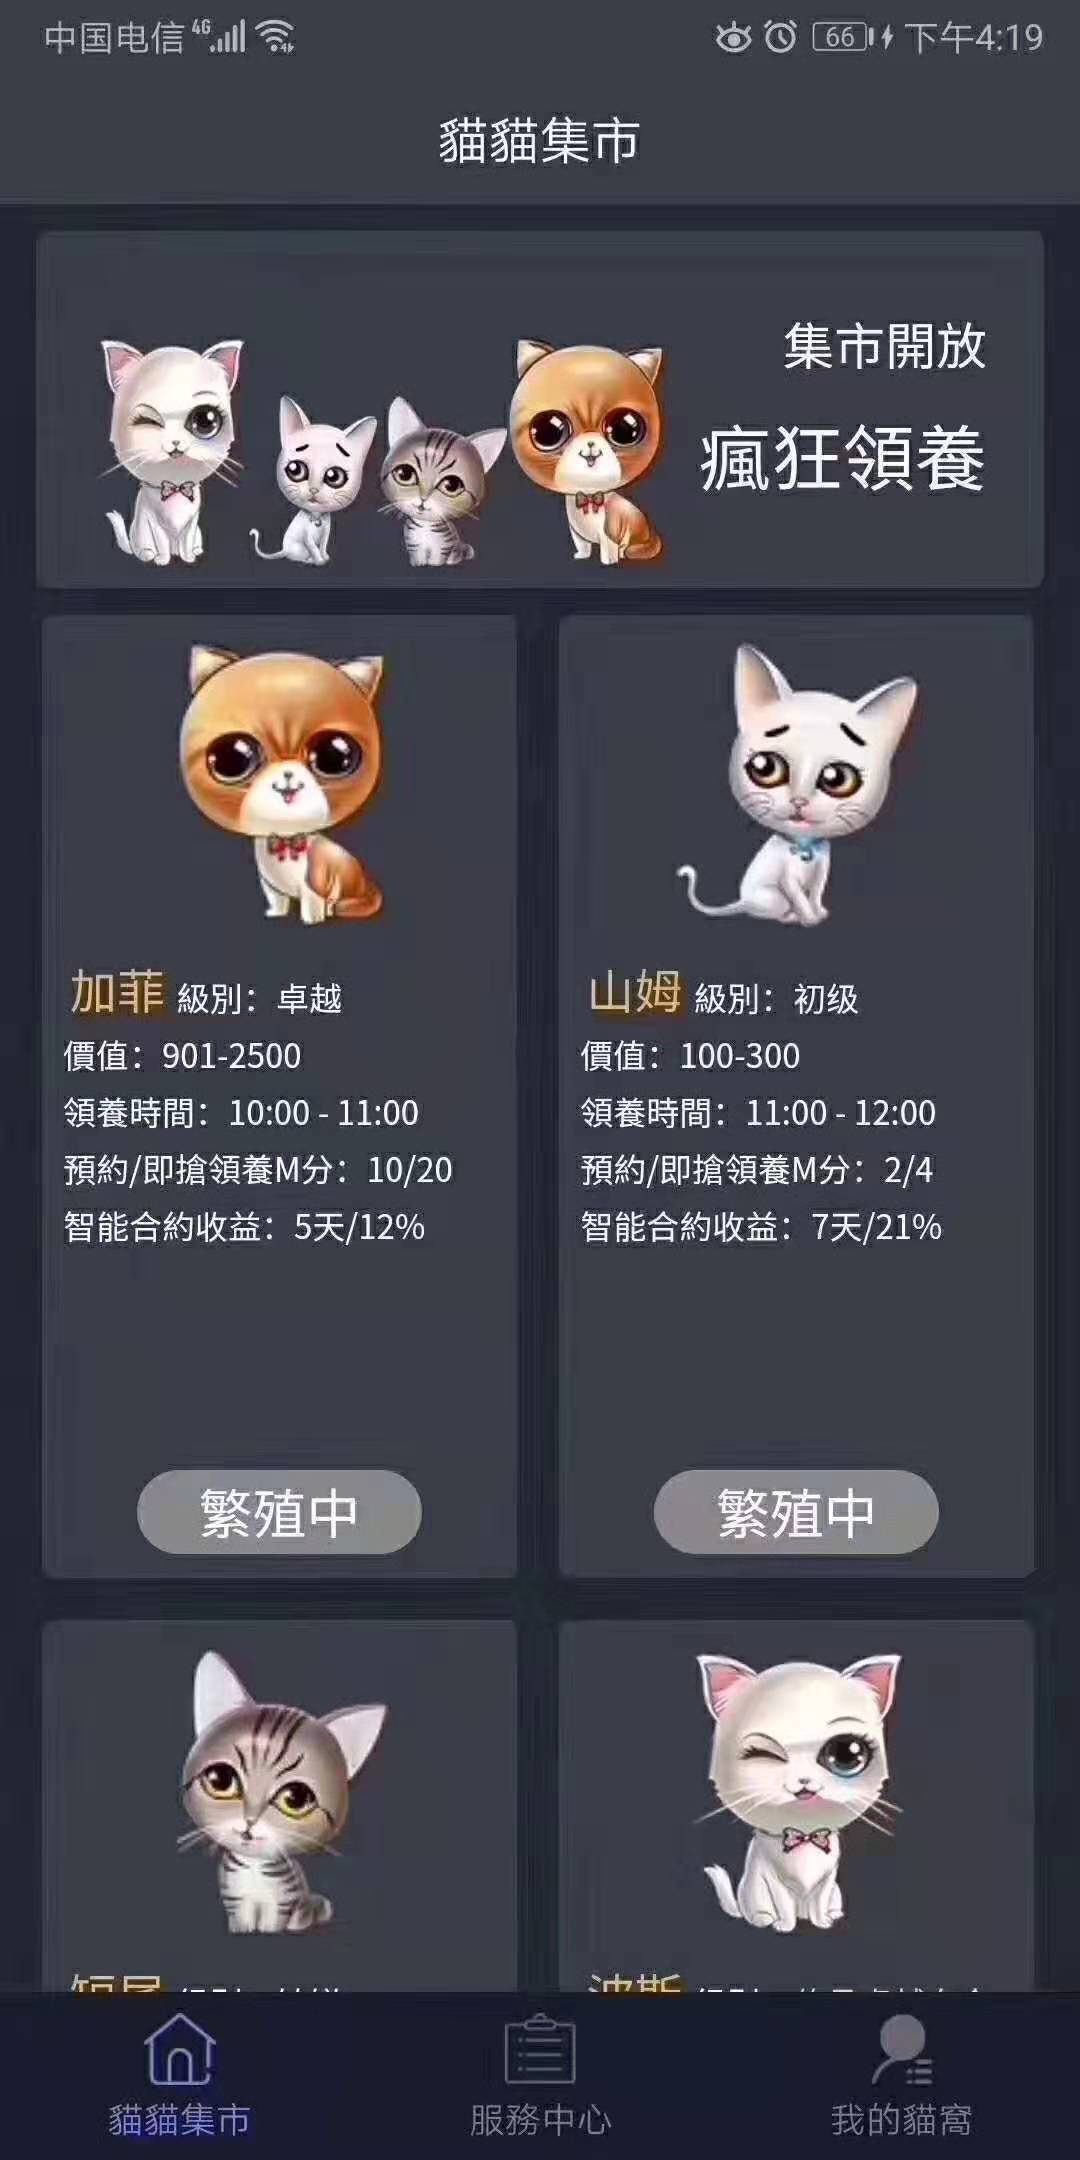 中国电信 4G 66 下午4:19
貓貓集市
集市開放
瘋狂領養
加菲 級別：卓越
價值：901-2500
領養時間：10:00 - 11:00
預約/即搶領養M分：10/20
智能合約收益：5天/12%
繁殖中
山姆 級別：初级
價值：100-300
領養時間：11:00 - 12:00
預約/即搶領養M分：2/4
智能合約收益：7天/21%
繁殖中
短尾
波斯
貓貓集市
服務中心
我的貓窩